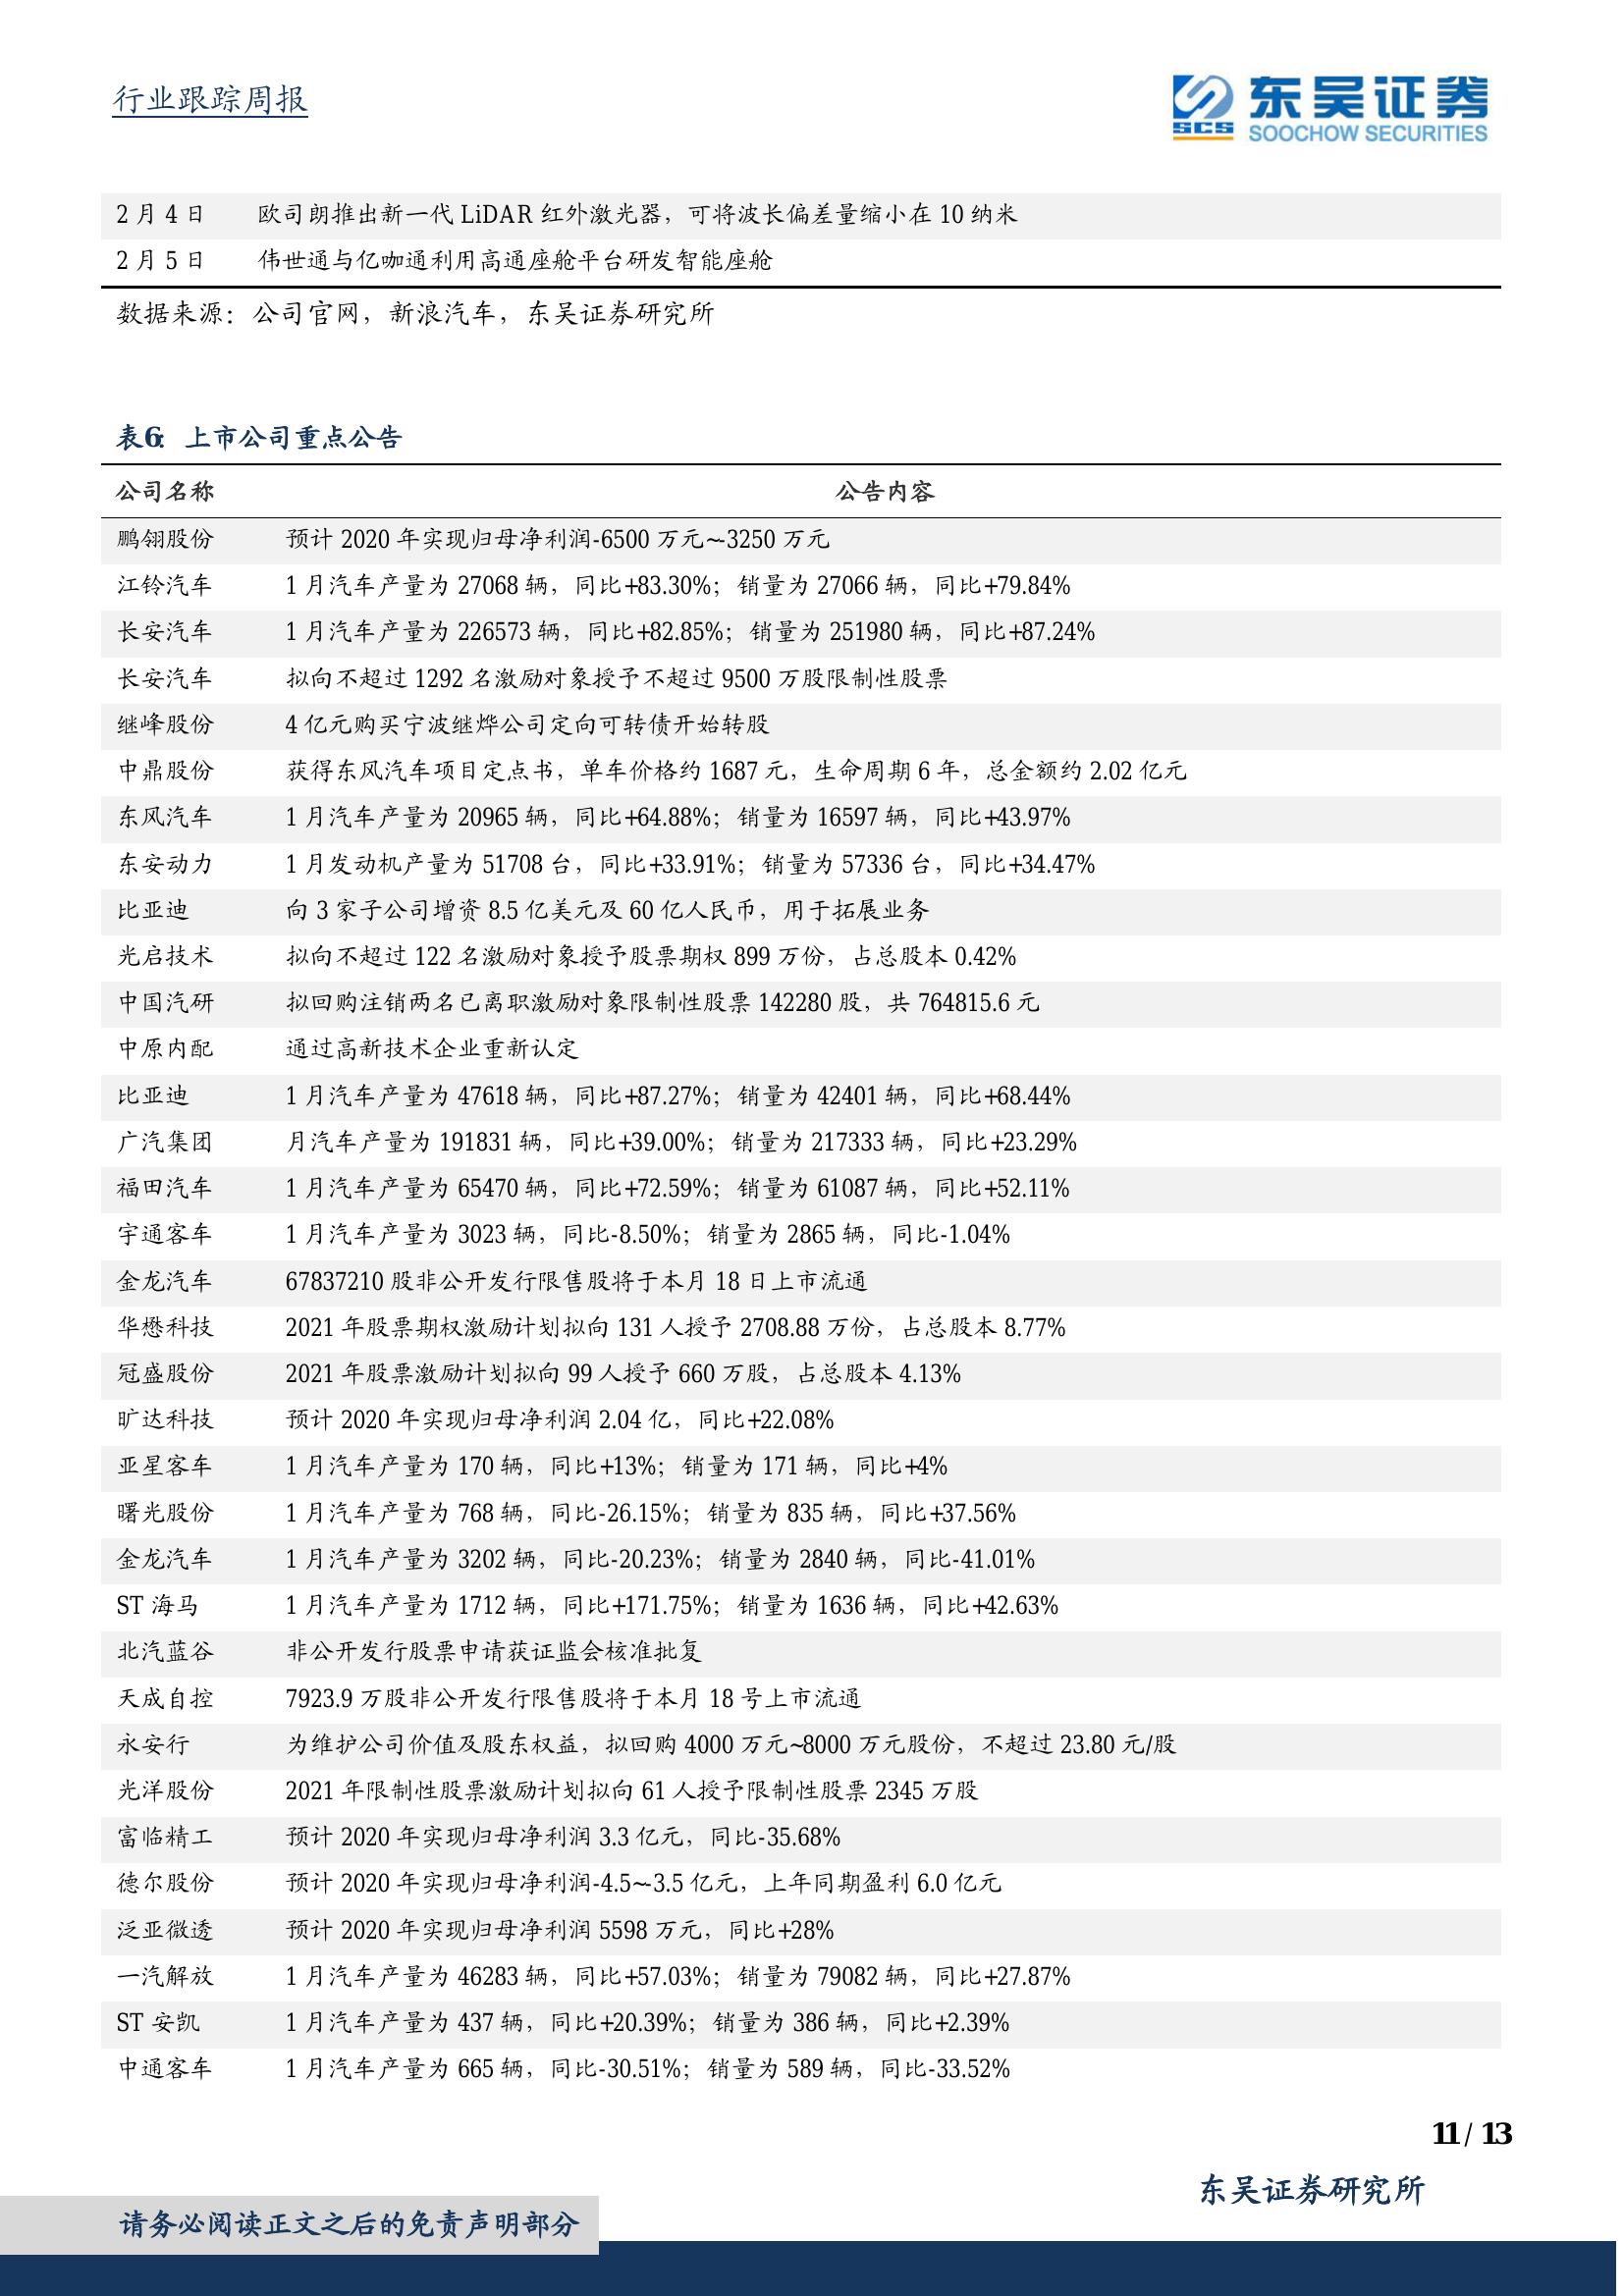 行业跟踪周报
SCS 东吴证券
SOOCHOW SECURITIES
2 月 4 日 欧司朗推出新一代 LiDAR 红外激光器，可将波长偏差量缩小在 10 纳米
2 月 5 日 伟世通与亿咖通利用高通座舱平台研发智能座舱
数据来源：公司官网，新浪汽车，东吴证券研究所
表6: 上市公司重点公告
公司名称 公告内容
鹏翎股份 预计 2020 年实现归母净利润-6500 万元~-3250 万元
江铃汽车 1 月汽车产量为 27068 辆，同比+83.30%；销量为 27066 辆，同比+79.84%
长安汽车 1 月汽车产量为 226573 辆，同比+82.85%；销量为 251980 辆，同比+87.24%
长安汽车 拟向不超过 1292 名激励对象授予不超过 9500 万股限制性股票
继峰股份 4 亿元购买宁波继烨公司定向可转债开始转股
中鼎股份 获得东风汽车项目定点书，单车价格约 1687 元，生命周期 6 年，总金额约 2.02 亿元
东风汽车 1 月汽车产量为 20965 辆，同比+64.88%；销量为 16597 辆，同比+43.97%
东安动力 1 月发动机产量为 51708 台，同比+33.91%；销量为 57336 台，同比+34.47%
比亚迪 向 3 家子公司增资 8.5 亿美元及 60 亿人民币，用于拓展业务
光启技术 拟向不超过 122 名激励对象授予股票期权 899 万份，占总股本 0.42%
中国汽研 拟回购注销两名已离职激励对象限制性股票 142280 股，共 764815.6 元
中原内配 通过高新技术企业重新认定
比亚迪 1 月汽车产量为 47618 辆，同比+87.27%；销量为 42401 辆，同比+68.44%
广汽集团 月汽车产量为 191831 辆，同比+39.00%；销量为 217333 辆，同比+23.29%
福田汽车 1 月汽车产量为 65470 辆，同比+72.59%；销量为 61087 辆，同比+52.11%
宇通客车 1 月汽车产量为 3023 辆，同比-8.50%；销量为 2865 辆，同比-1.04%
金龙汽车 67837210 股非公开发行限售股将于本月 18 日上市流通
华懋科技 2021 年股票期权激励计划拟向 131 人授予 2708.88 万份，占总股本 8.77%
冠盛股份 2021 年股票激励计划拟向 99 人授予 660 万股，占总股本 4.13%
旷达科技 预计 2020 年实现归母净利润 2.04 亿，同比+22.08%
亚星客车 1 月汽车产量为 170 辆，同比+13%；销量为 171 辆，同比+4%
曙光股份 1 月汽车产量为 768 辆，同比-26.15%；销量为 835 辆，同比+37.56%
金龙汽车 1 月汽车产量为 3202 辆，同比-20.23%；销量为 2840 辆，同比-41.01%
ST 海马 1 月汽车产量为 1712 辆，同比+171.75%；销量为 1636 辆，同比+42.63%
北汽蓝谷 非公开发行股票申请获证监会核准批复
天成自控 7923.9 万股非公开发行限售股将于本月 18 号上市流通
永安行 为维护公司价值及股东权益，拟回购 4000 万元~8000 万元股份，不超过 23.80 元/股
光洋股份 2021 年限制性股票激励计划拟向 61 人授予限制性股票 2345 万股
富临精工 预计 2020 年实现归母净利润 3.3 亿元，同比-35.68%
德尔股份 预计 2020 年实现归母净利润-4.5~-3.5 亿元，上年同期盈利 6.0 亿元
泛亚微透 预计 2020 年实现归母净利润 5598 万元，同比+28%
一汽解放 1 月汽车产量为 46283 辆，同比+57.03%；销量为 79082 辆，同比+27.87%
ST 安凯 1 月汽车产量为 437 辆，同比+20.39%；销量为 386 辆，同比+2.39%
中通客车 1 月汽车产量为 665 辆，同比-30.51%；销量为 589 辆，同比-33.52%
11 / 13
东吴证券研究所
请务必阅读正文之后的免责声明部分